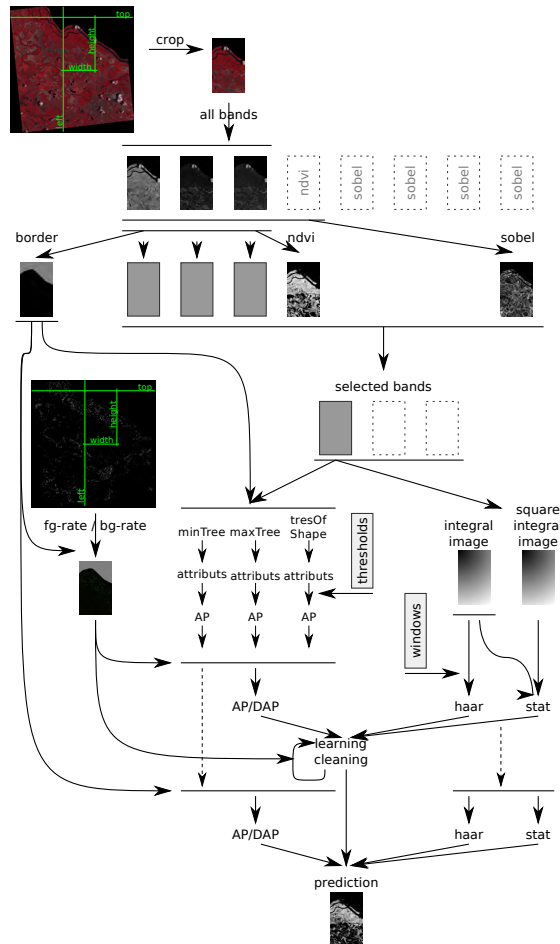 top
height
width
left
crop
all bands
ndvi
sobel
sobel
sobel
sobel
border
ndvi
sobel
selected bands
top
height
width
left
fg-rate / bg-rate
minTree
maxTree
tresOf
Shape
thresholds
integral
image
square
integral
image
attributs
attributs
attributs
AP
AP
AP
windows
AP/DAP
haar
stat
learning
cleaning
AP/DAP
haar
stat
prediction